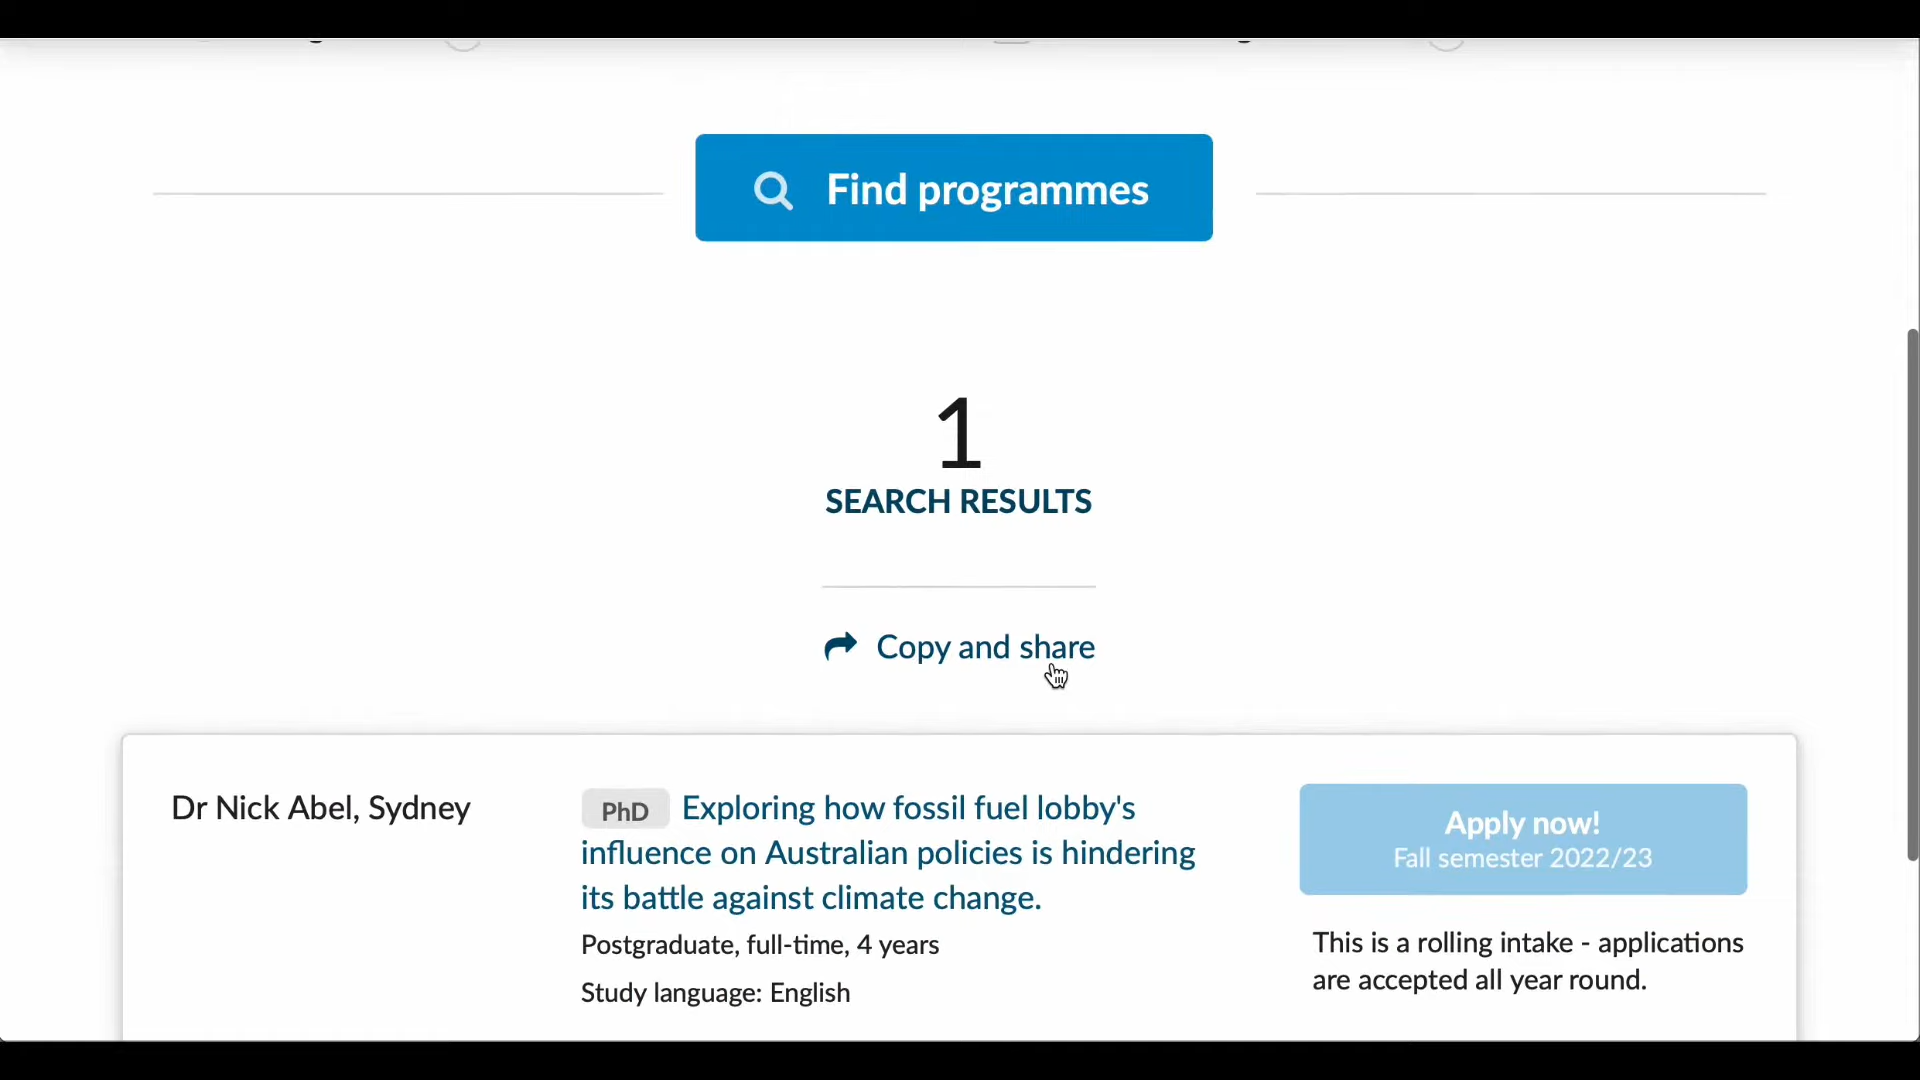 Find programmes
1
SEARCH RESULTS
Copy and share
Dr Nick Abel, Sydney
PhD Exploring how fossil fuel lobby's
influence on Australian policies is hindering
its battle against climate change.
Postgraduate, full-time, 4 years
Study language: English
Apply now!
Fall semester 2022/23
This is a rolling intake - applications
are accepted all year round.